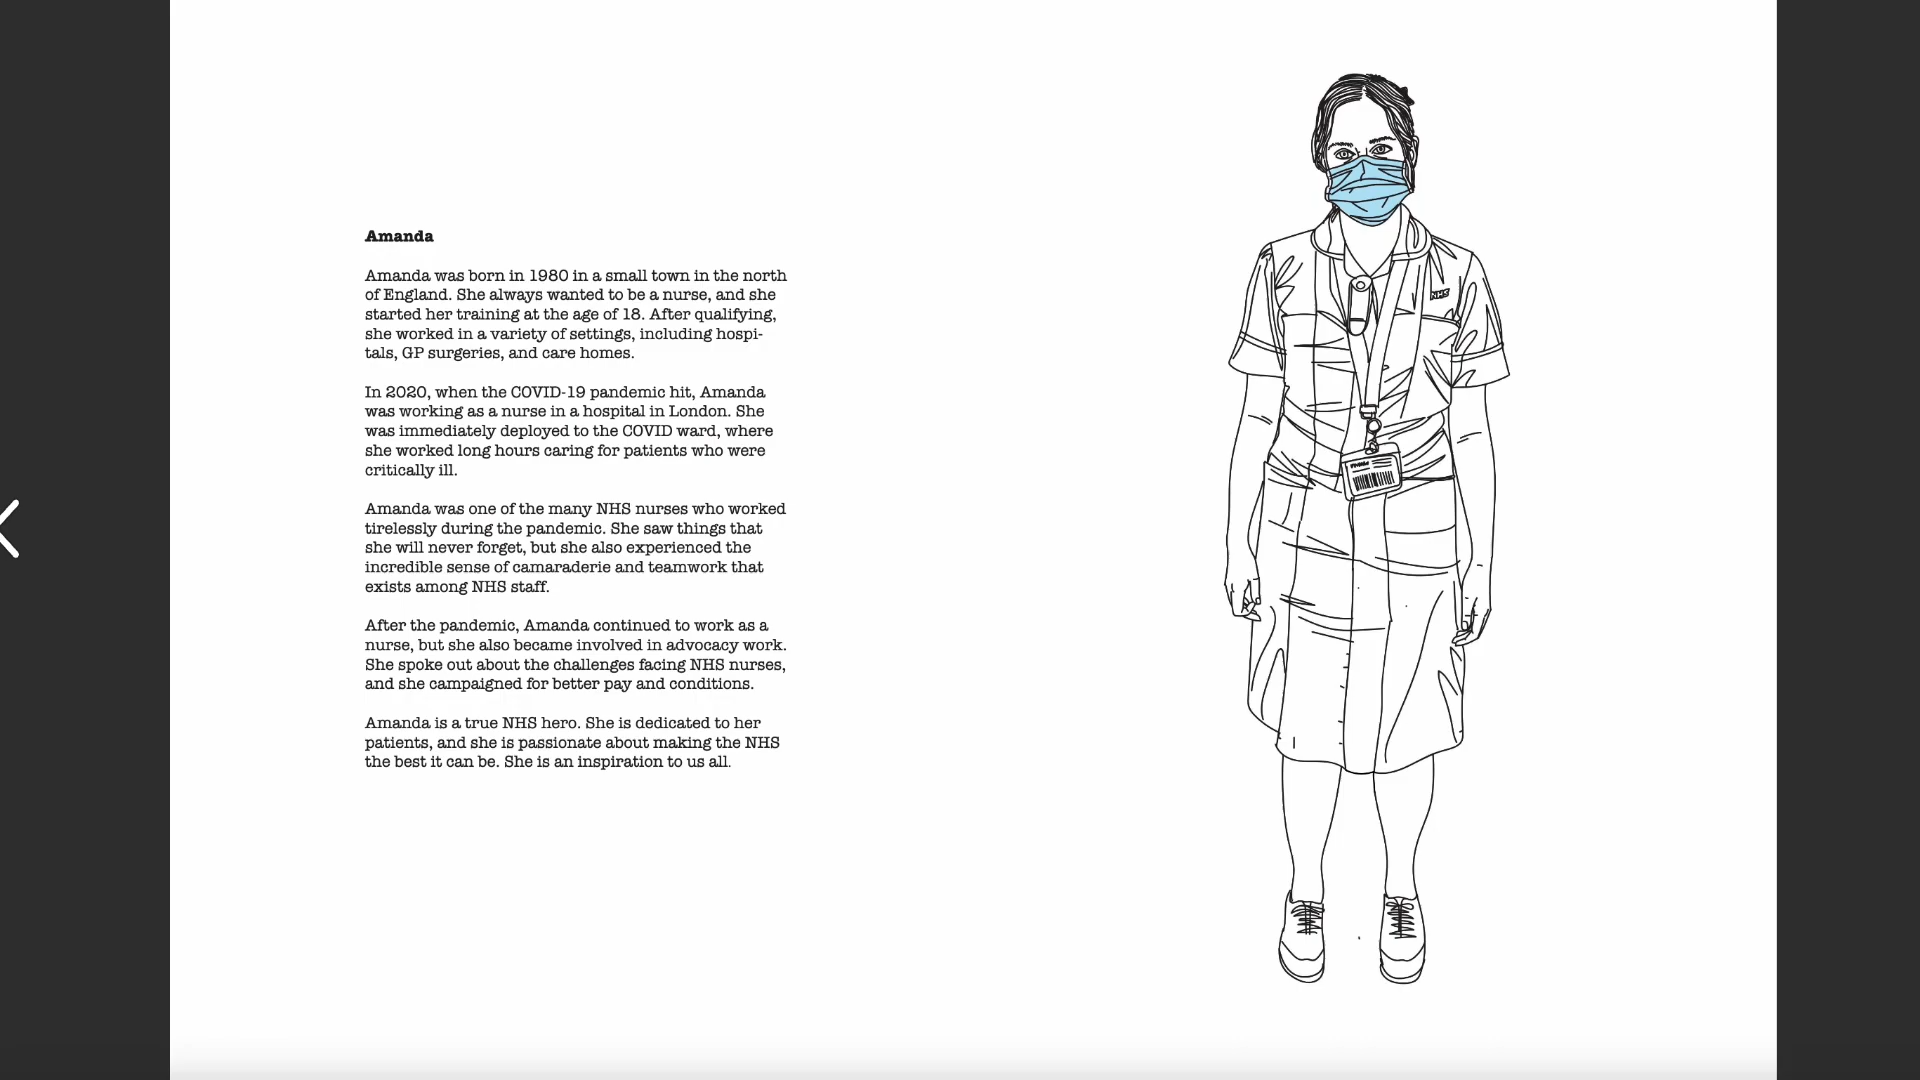 Amanda
Amanda was born in 1980 in a small town in the north
of England. She always wanted to be a nurse, and she
started her training at the age of 18. After qualifying,
she worked in a variety of settings, including hospi-
tals, GP surgeries, and care homes.
In 2020, when the COVID-19 pandemic hit, Amanda
was working as a nurse in a hospital in London. She
was immediately deployed to the COVID ward, where
she worked long hours caring for patients who were
critically ill.
Amanda was one of the many NHS nurses who worked
tirelessly during the pandemic. She saw things that
she will never forget, but she also experienced the
incredible sense of camaraderie and teamwork that
exists among NHS staff.
After the pandemic, Amanda continued to work as a
nurse, but she also became involved in advocacy work.
She spoke out about the challenges facing NHS nurses,
and she campaigned for better pay and conditions.
Amanda is a true NHS hero. She is dedicated to her
patients, and she is passionate about making the NHS
the best it can be. She is an inspiration to us all.
NHS